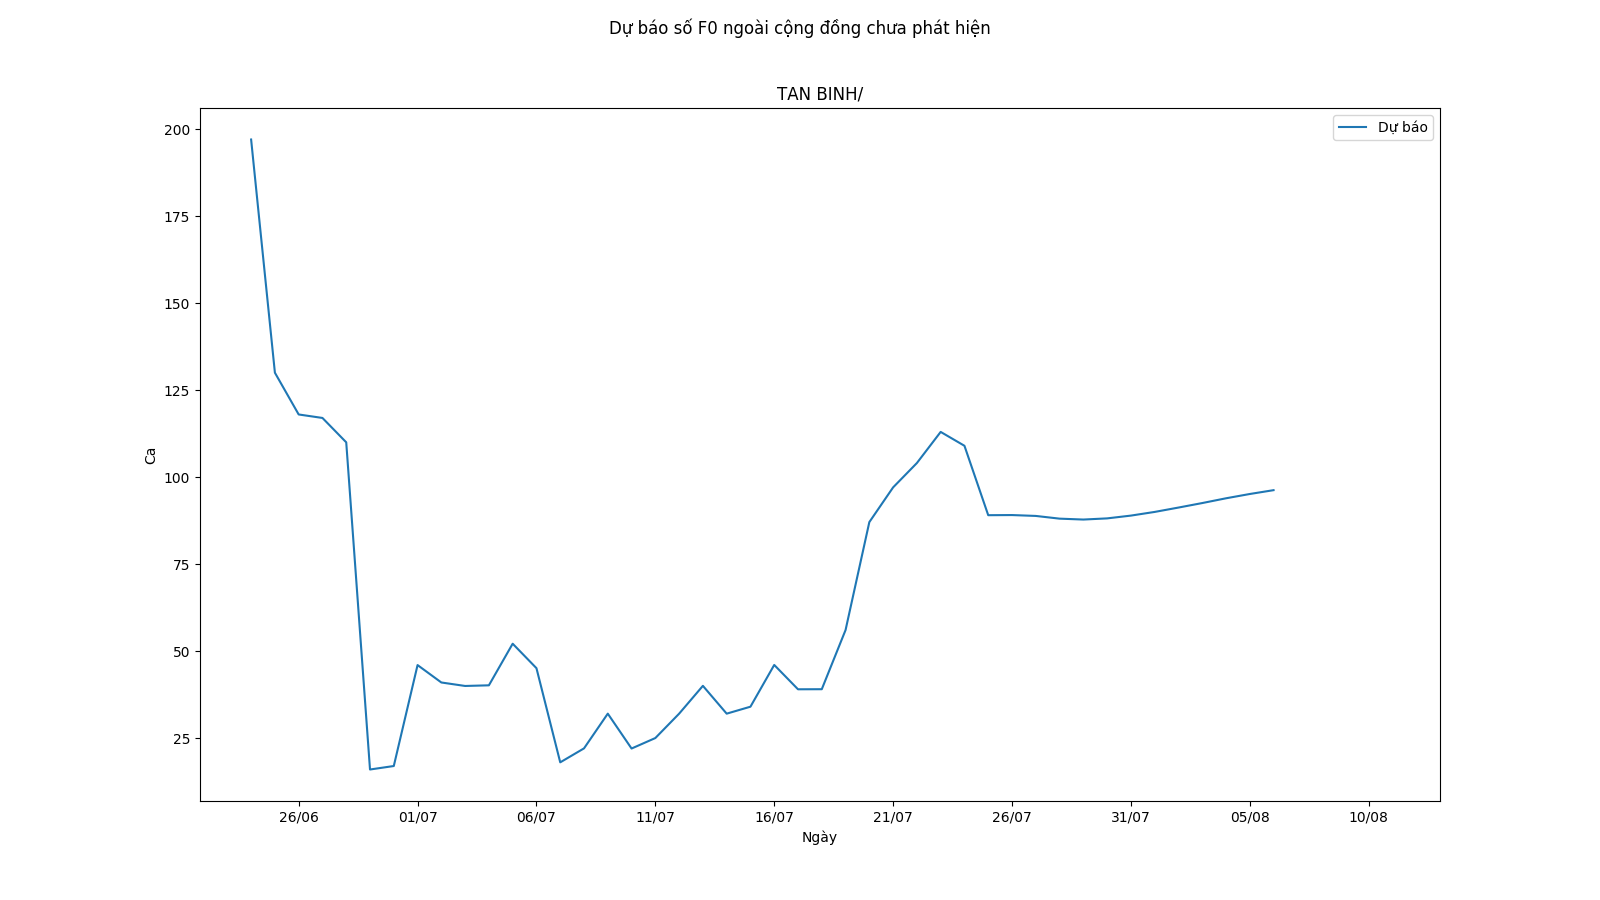 Dự báo số F0 ngoài cộng đồng chưa phát hiện
TAN BINH/
Dự báo
200
175
150
125
100
75
50
25
Ca
26/06 01/07 06/07 11/07 16/07 21/07 26/07 31/07 05/08 10/08
Ngày